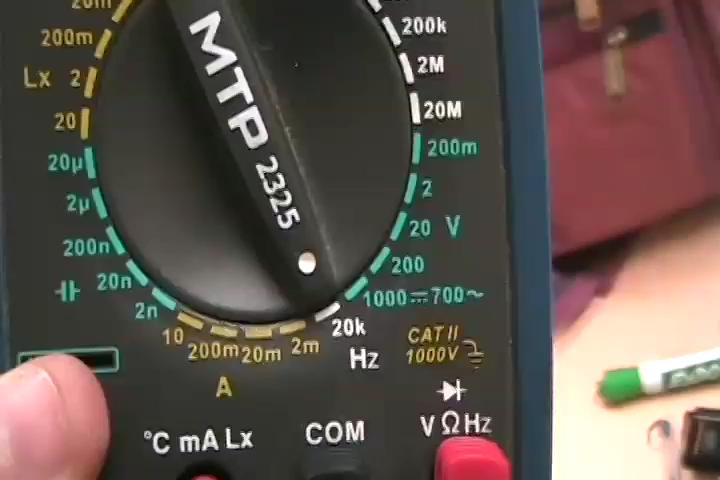 20m
200m
Lx 2
20
20µ
2µ
200n
20n
2n
MTP
2325
200k
2M
20M
200m
2
20 V
200
1000⎓700~
10
200m
20m
2m
A
20k
Hz
CAT II
1000V
°C mA Lx
COM
V Ω Hz